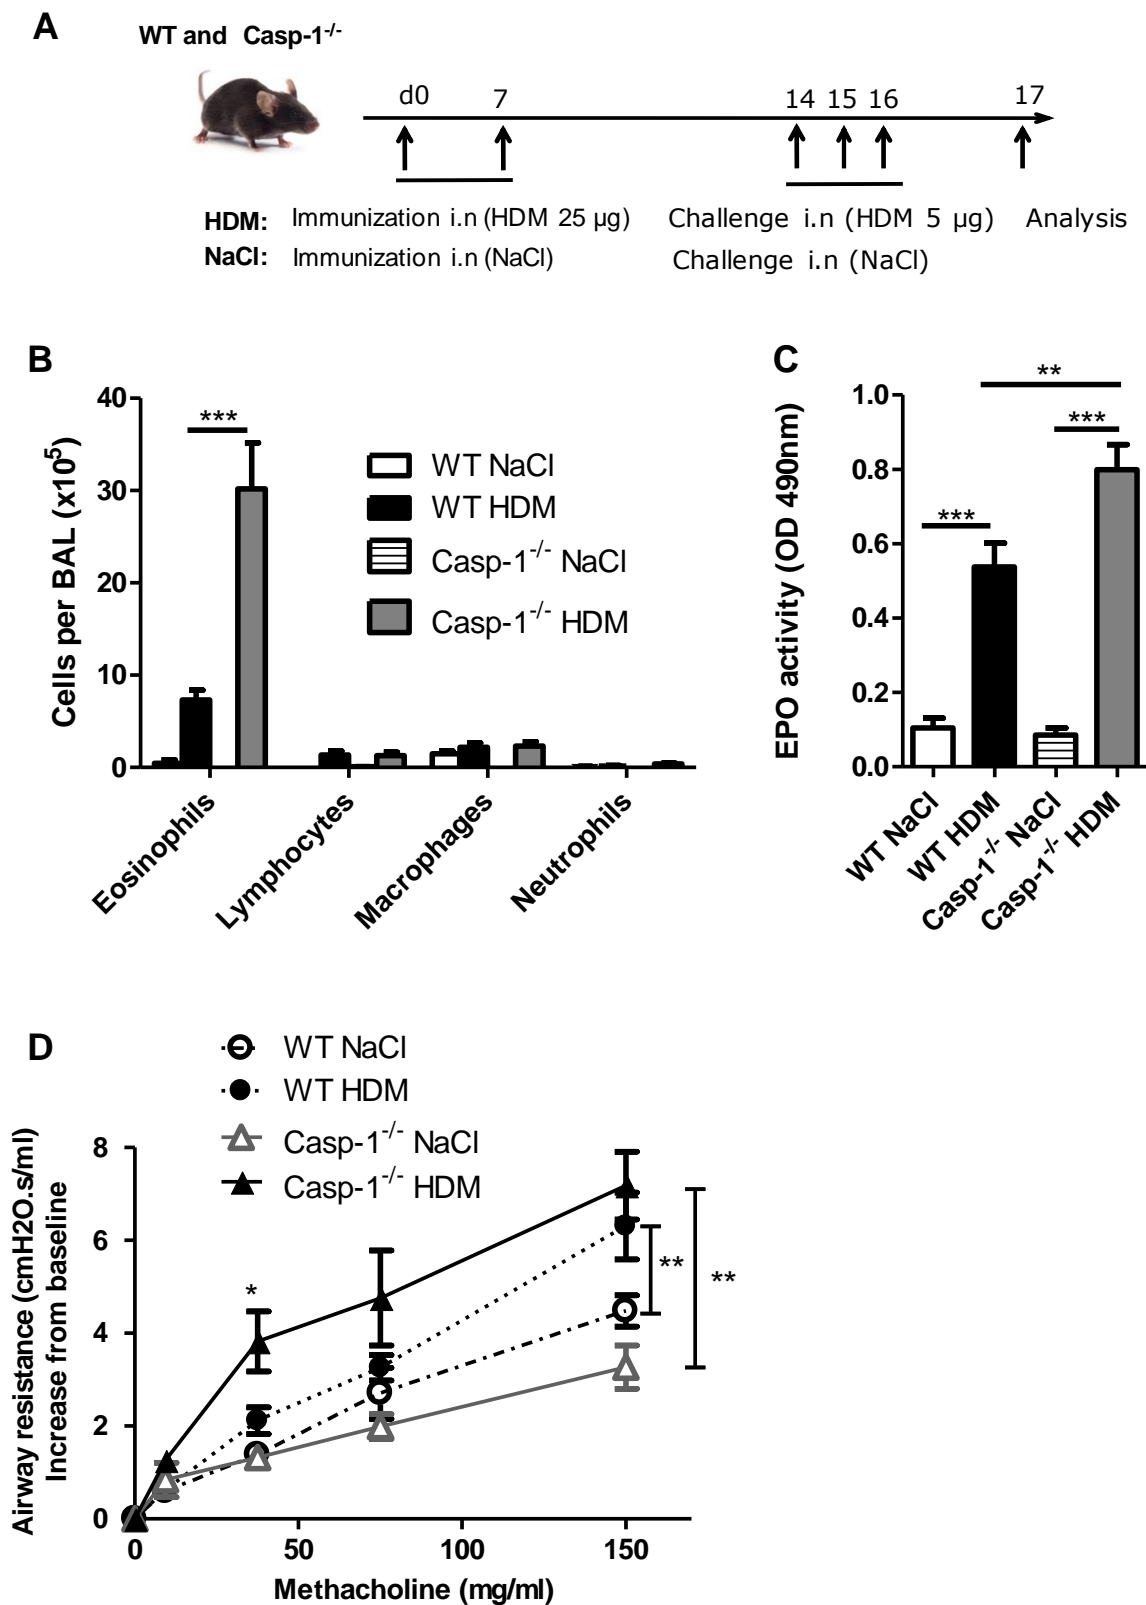 A
WT and Casp-1-/-
d0 7 14 15 16 17
HDM: Immunization i.n (HDM 25 µg) Challenge i.n (HDM 5 µg) Analysis
NaCl: Immunization i.n (NaCl) Challenge i.n (NaCl)
B
Cells per BAL (x10^5)
40
30
20
10
0
***
WT NaCl
WT HDM
Casp-1-/- NaCl
Casp-1-/- HDM
Eosinophils
Lymphocytes
Macrophages
Neutrophils
C
EPO activity (OD 490nm)
1.0
0.8
0.6
0.4
0.2
0.0
**
***
***
WT NaCl
WT HDM
Casp-1-/- NaCl
Casp-1-/- HDM
D
WT NaCl
WT HDM
Casp-1-/- NaCl
Casp-1-/- HDM
Airway resistance (cmH2O.s/ml)
Increase from baseline
8
6
4
2
0
*
**
**
0 50 100 150
Methacholine (mg/ml)